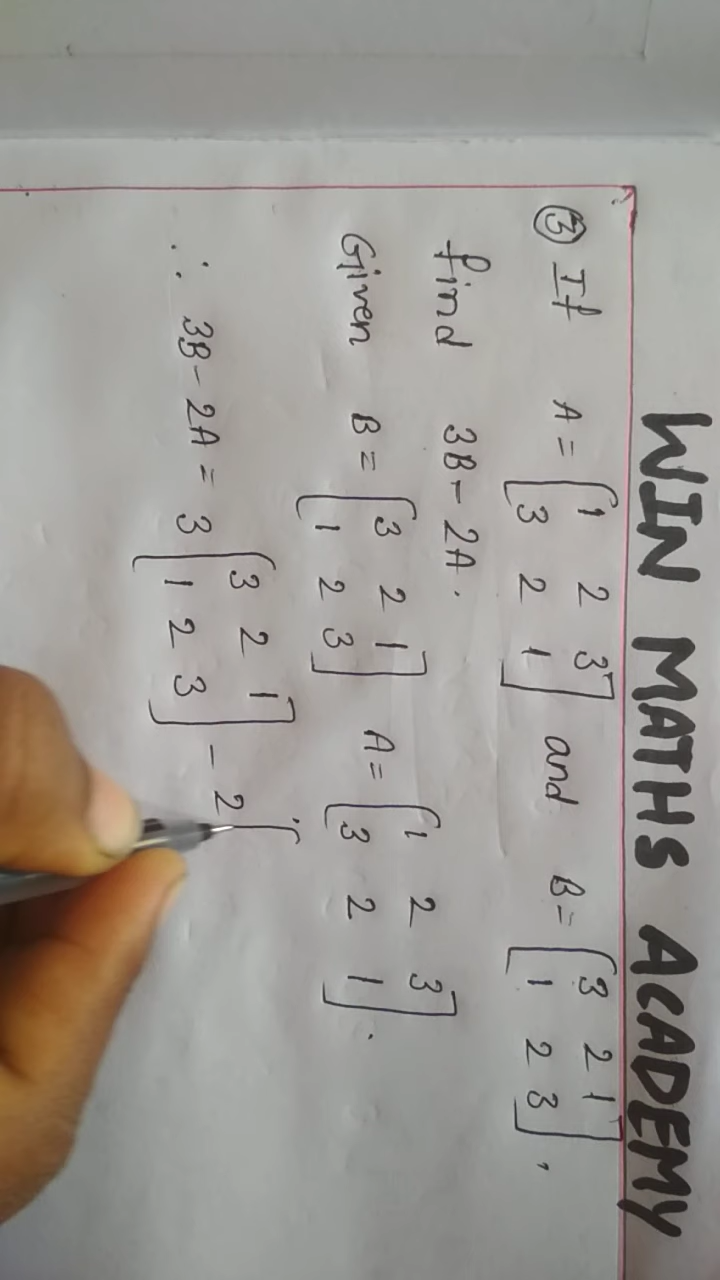 WIN MATHS ACADEMY
③ If A = [1 2 3 and B = [3 2 1
3 2 1] 1 2 3],
find 3B - 2A.
Given B = [3 2 1 A = [1 2 3
1 2 3] 3 2 1].
∴ 3B - 2A = 3 [3 2 1 - 2 [
1 2 3]